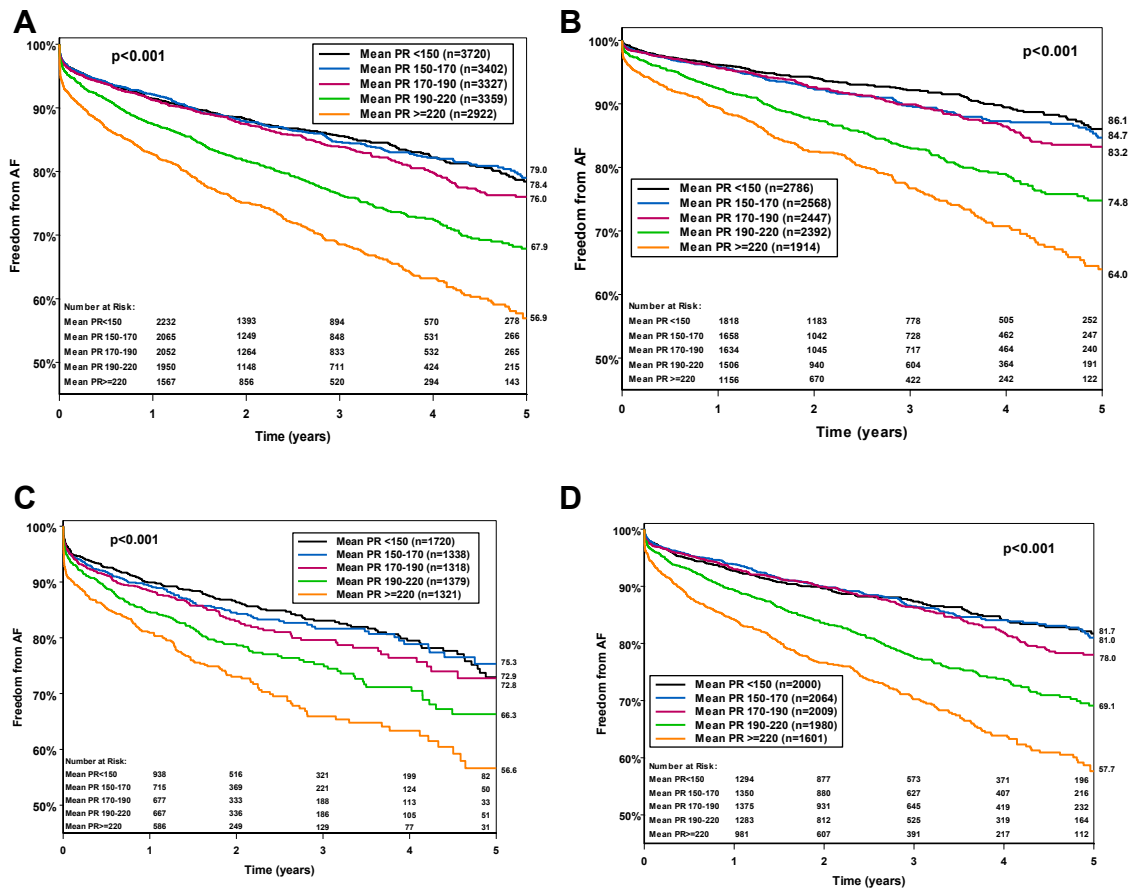 A
p<0.001
Mean PR <150 (n=3720)
Mean PR 150-170 (n=3402)
Mean PR 170-190 (n=3327)
Mean PR 190-220 (n=3359)
Mean PR >=220 (n=2922)
Freedom from AF
100%
90%
80%
70%
60%
50%
79.0
78.4
76.0
67.9
56.9
Number at Risk:
Mean PR<150 2232 1393 894 570 278
Mean PR 150-170 2065 1249 848 531 266
Mean PR 170-190 2052 1264 833 532 265
Mean PR 190-220 1950 1148 711 424 215
Mean PR>=220 1567 856 520 294 143
0 1 2 3 4 5
Time (years)
B
p<0.001
Mean PR <150 (n=2786)
Mean PR 150-170 (n=2568)
Mean PR 170-190 (n=2447)
Mean PR 190-220 (n=2392)
Mean PR >=220 (n=1914)
Freedom from AF
100%
90%
80%
70%
60%
50%
86.1
84.7
83.2
74.8
64.0
Number at Risk:
Mean PR <150 1818 1183 778 505 252
Mean PR 150-170 1658 1042 728 462 247
Mean PR 170-190 1634 1045 717 464 240
Mean PR 190-220 1506 940 604 364 191
Mean PR >=220 1156 670 422 242 122
0 1 2 3 4 5
Time (years)
C
p<0.001
Mean PR <150 (n=1720)
Mean PR 150-170 (n=1338)
Mean PR 170-190 (n=1318)
Mean PR 190-220 (n=1379)
Mean PR >=220 (n=1321)
Freedom from AF
100%
90%
80%
70%
60%
50%
75.3
72.9
72.8
66.3
56.6
Number at Risk:
Mean PR<150 938 516 321 199 82
Mean PR 150-170 715 369 221 124 50
Mean PR 170-190 677 333 188 113 33
Mean PR 190-220 667 336 186 105 51
Mean PR>=220 586 249 129 77 31
0 1 2 3 4 5
Time (years)
D
p<0.001
Mean PR <150 (n=2000)
Mean PR 150-170 (n=2064)
Mean PR 170-190 (n=2009)
Mean PR 190-220 (n=1980)
Mean PR >=220 (n=1601)
Freedom from AF
100%
90%
80%
70%
60%
50%
81.7
81.0
78.0
69.1
57.7
Number at Risk:
Mean PR<150 1294 877 573 371 196
Mean PR 150-170 1350 880 627 407 216
Mean PR 170-190 1375 931 645 419 232
Mean PR 190-220 1283 812 525 319 164
Mean PR>=220 981 607 391 217 112
0 1 2 3 4 5
Time (years)